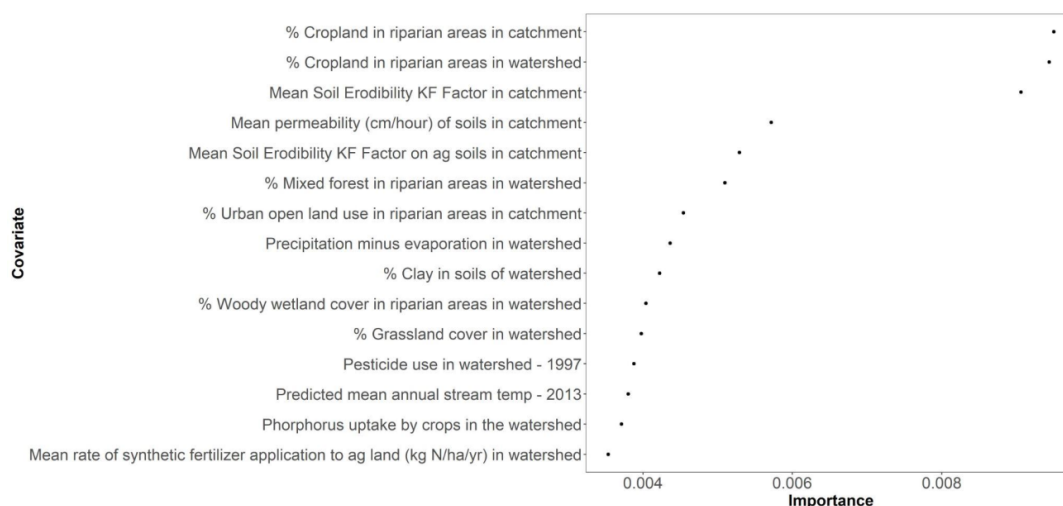 % Cropland in riparian areas in catchment
% Cropland in riparian areas in watershed
Mean Soil Erodibility KF Factor in catchment
Mean permeability (cm/hour) of soils in catchment
Mean Soil Erodibility KF Factor on ag soils in catchment
% Mixed forest in riparian areas in watershed
% Urban open land use in riparian areas in catchment
Precipitation minus evaporation in watershed
% Clay in soils of watershed
% Woody wetland cover in riparian areas in watershed
% Grassland cover in watershed
Pesticide use in watershed - 1997
Predicted mean annual stream temp - 2013
Phorphorus uptake by crops in the watershed
Mean rate of synthetic fertilizer application to ag land (kg N/ha/yr) in watershed
Covariate
0.004 0.006 0.008
Importance